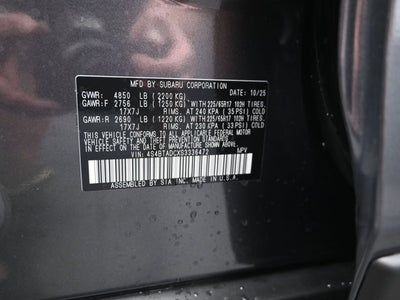 MFD BY SUBARU CORPORATION
DATE: 10/25
GVWR: 4850 LB (2200 KG)
GAWR:F 2756 LB (1250 KG) *WITH 225/65R17 102H TIRES.
17X7J RIMS. AT 240 KPA ( 35 PSI) COLD
GAWR:R 2690 LB (1220 KG) *WITH 225/65R17 102H TIRES.
17X7J RIMS. AT 230 KPA ( 33 PSI) COLD
THIS VEHICLE CONFORMS TO ALL APPLICABLE FEDERAL MOTOR
VEHICLE SAFETY, BUMPER, AND THEFT PREVENTION STANDARDS
IN EFFECT ON THE DATE OF MANUFACTURE SHOWN ABOVE.
VIN: 4S4BTADCXS3336472 MPV
ASSEMBLED BY SIA, INC. MADE IN U.S.A.